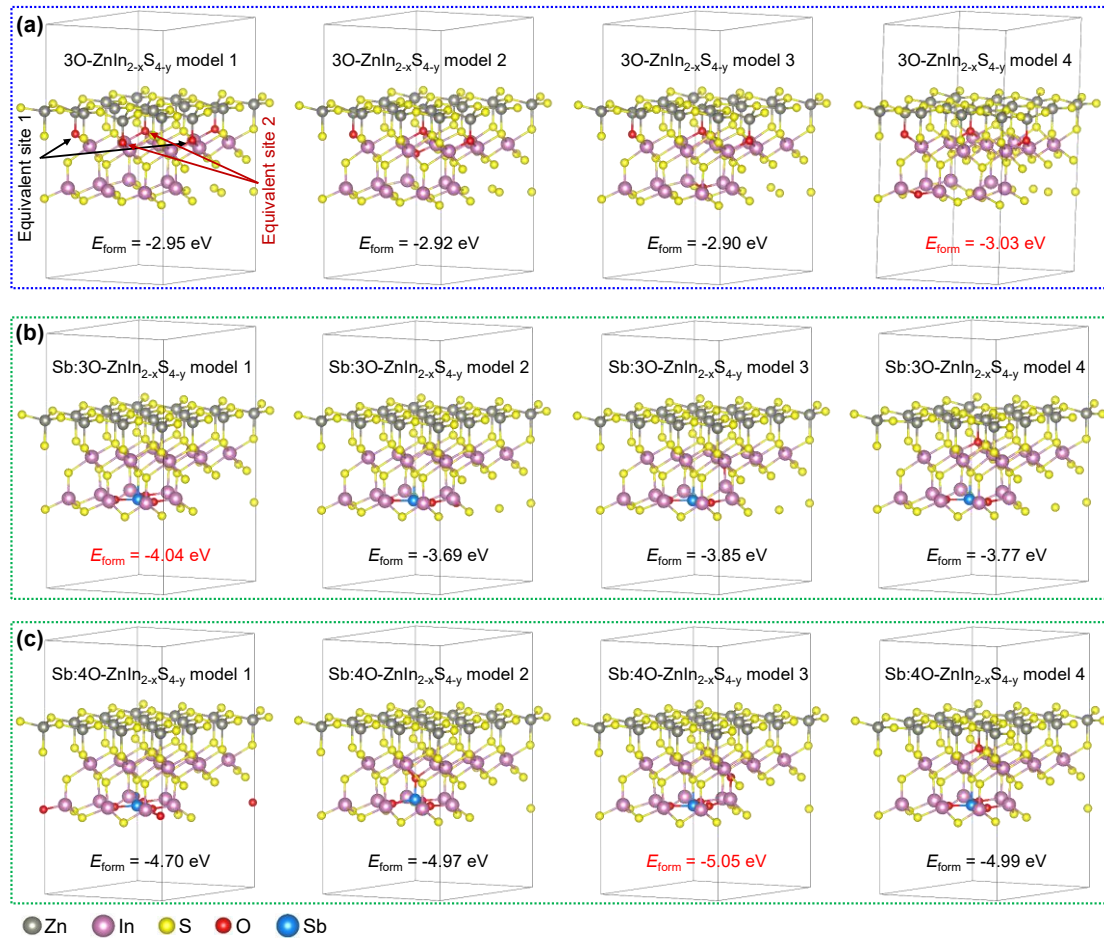 (a)
3O-ZnIn2-xS4-y model 1
3O-ZnIn2-xS4-y model 2
3O-ZnIn2-xS4-y model 3
3O-ZnIn2-xS4-y model 4
Equivalent site 1
Equivalent site 2
Eform = -2.95 eV
Eform = -2.92 eV
Eform = -2.90 eV
Eform = -3.03 eV
(b)
Sb:3O-ZnIn2-xS4-y model 1
Sb:3O-ZnIn2-xS4-y model 2
Sb:3O-ZnIn2-xS4-y model 3
Sb:3O-ZnIn2-xS4-y model 4
Eform = -4.04 eV
Eform = -3.69 eV
Eform = -3.85 eV
Eform = -3.77 eV
(c)
Sb:4O-ZnIn2-xS4-y model 1
Sb:4O-ZnIn2-xS4-y model 2
Sb:4O-ZnIn2-xS4-y model 3
Sb:4O-ZnIn2-xS4-y model 4
Eform = -4.70 eV
Eform = -4.97 eV
Eform = -5.05 eV
Eform = -4.99 eV
Zn In S O Sb